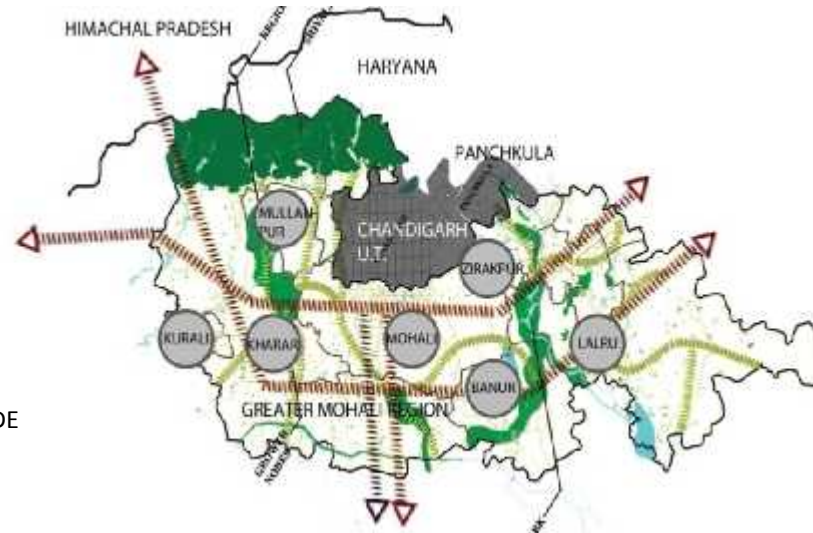 HIMACHAL PRADESH
HARYANA
PANCHKULA
MULLAN
PUR
CHANDIGARH
U.T.
ZIRAKPUR
KURALI
KHARAR
MOHALI
LALRU
BANUR
GREATER MOHALI REGION
DE